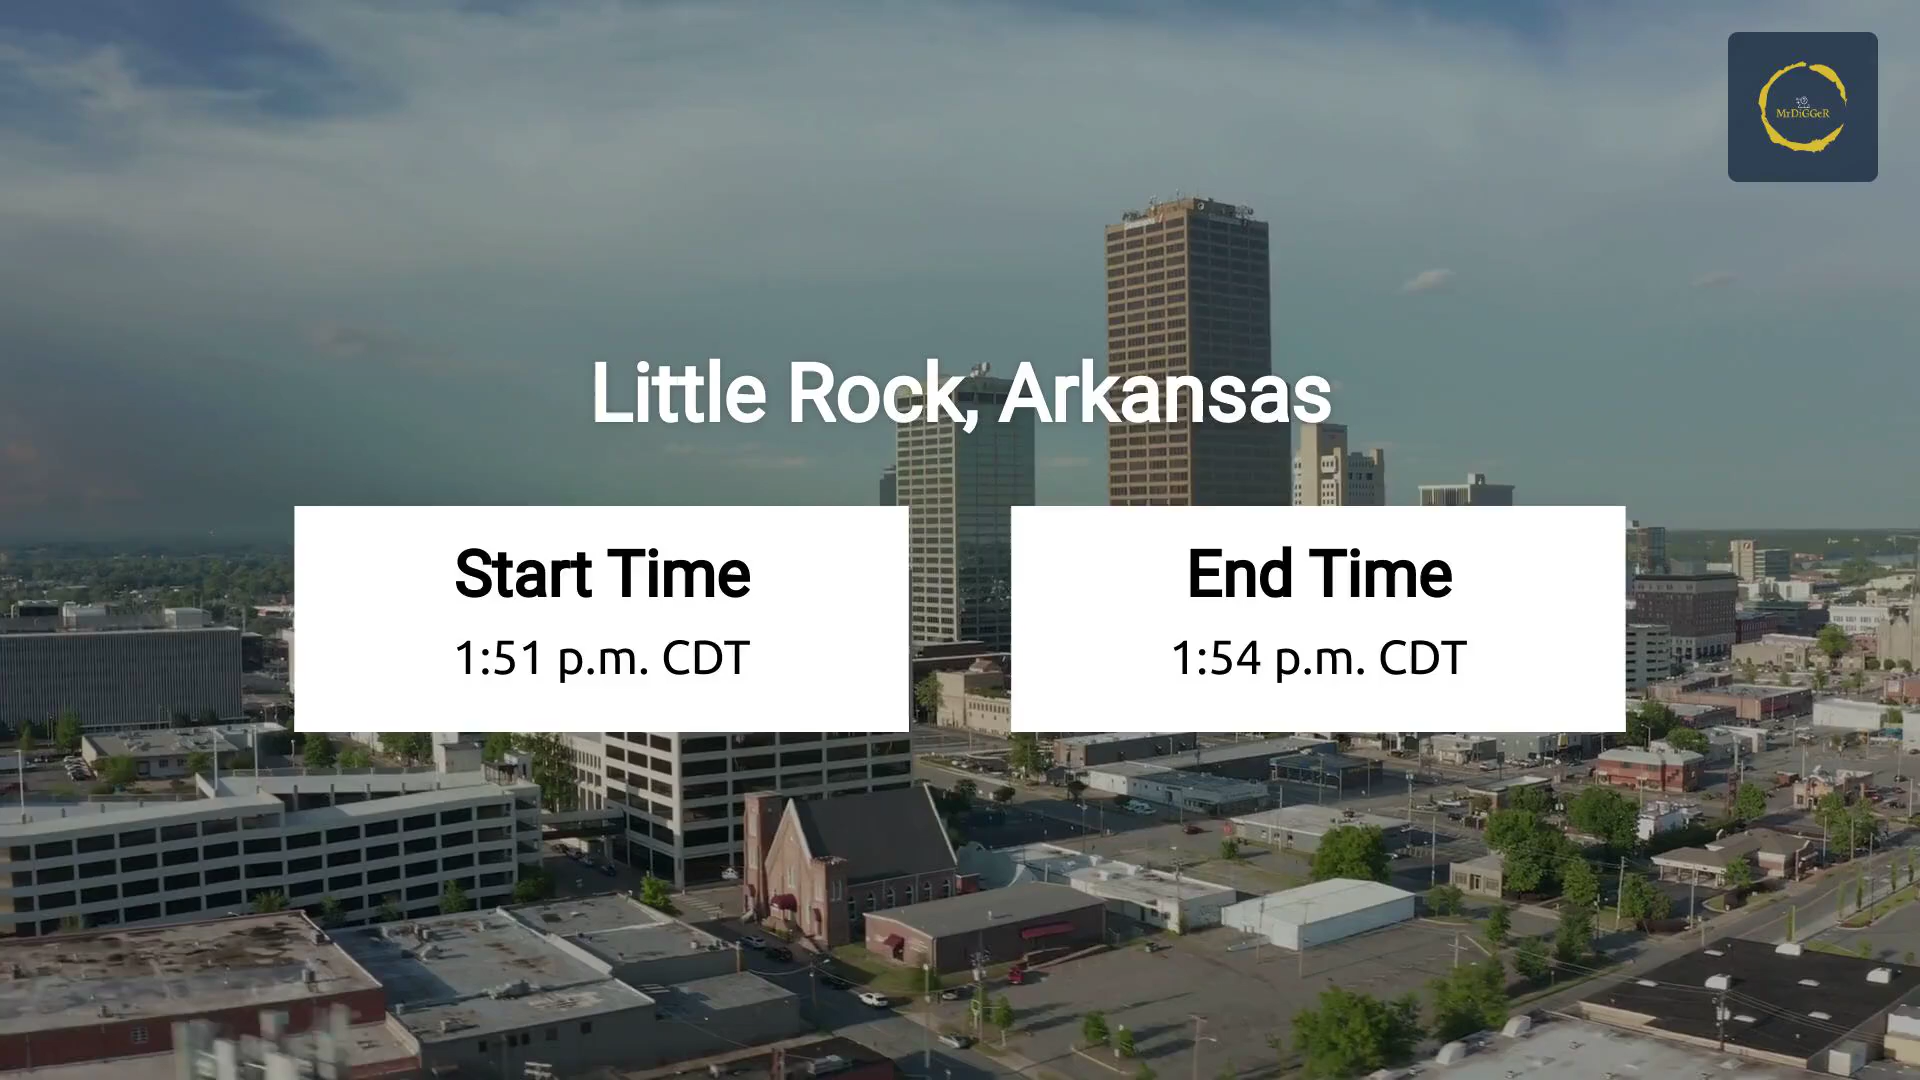 MrDiGGeR
Little Rock, Arkansas
Start Time
1:51 p.m. CDT
End Time
1:54 p.m. CDT